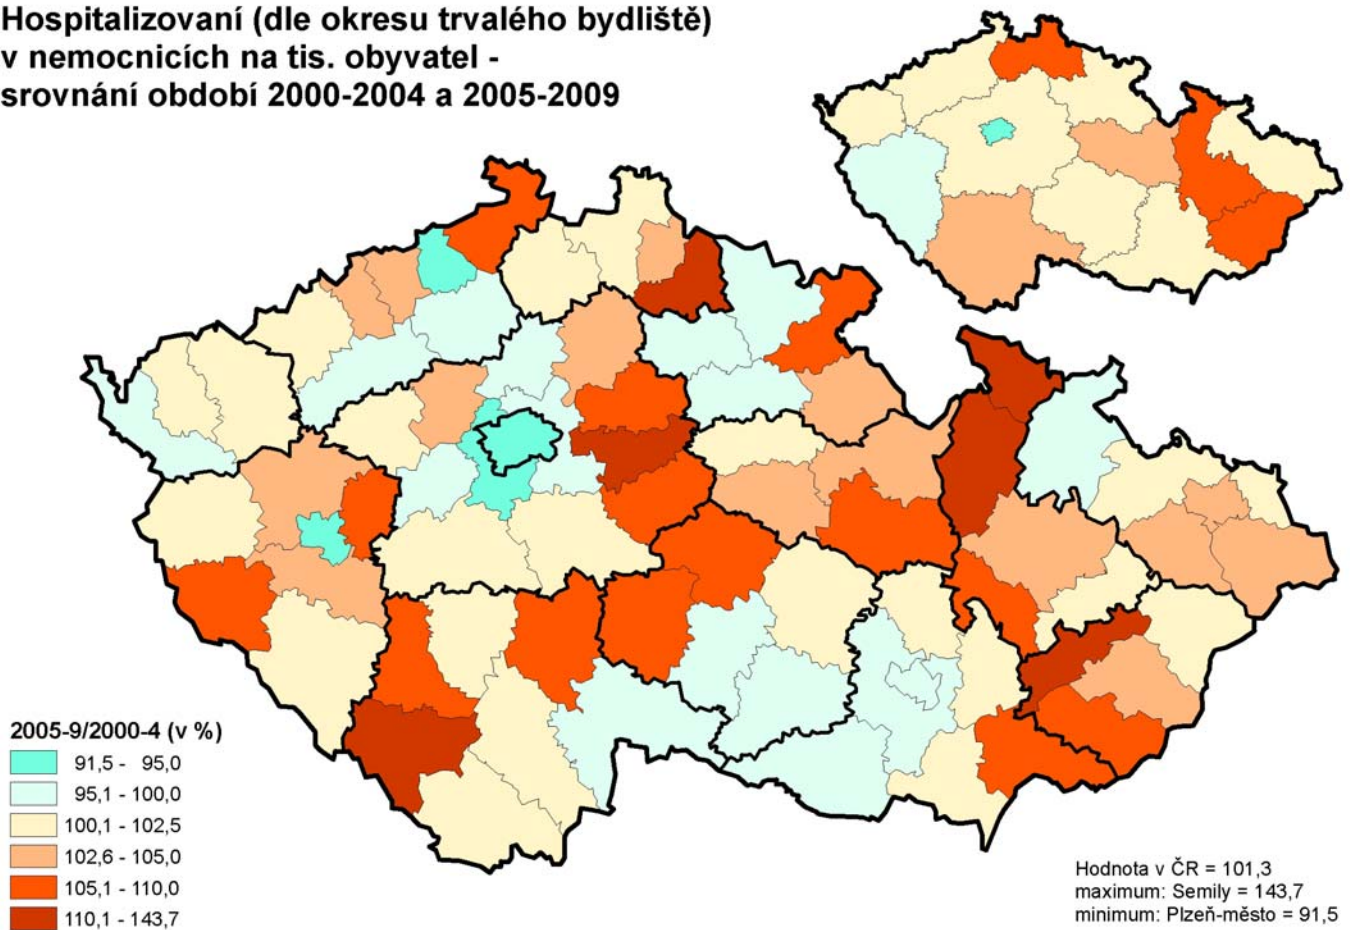 Hospitalizovaní (dle okresu trvalého bydliště)
v nemocnicích na tis. obyvatel -
srovnání období 2000-2004 a 2005-2009
2005-9/2000-4 (v %)
91,5 - 95,0
95,1 - 100,0
100,1 - 102,5
102,6 - 105,0
105,1 - 110,0
110,1 - 143,7
Hodnota v ČR = 101,3
maximum: Semily = 143,7
minimum: Plzeň-město = 91,5